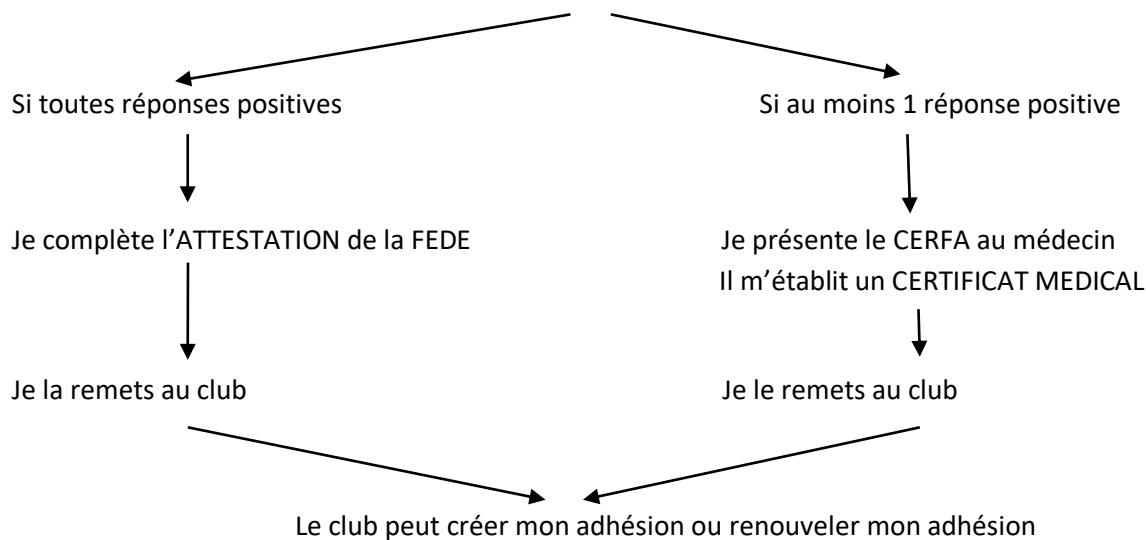 Si toutes réponses positives
Si au moins 1 réponse positive
Je complète l’ATTESTATION de la FEDE
Je présente le CERFA au médecin
Il m’établit un CERTIFICAT MEDICAL
Je la remets au club
Je le remets au club
Le club peut créer mon adhésion ou renouveler mon adhésion